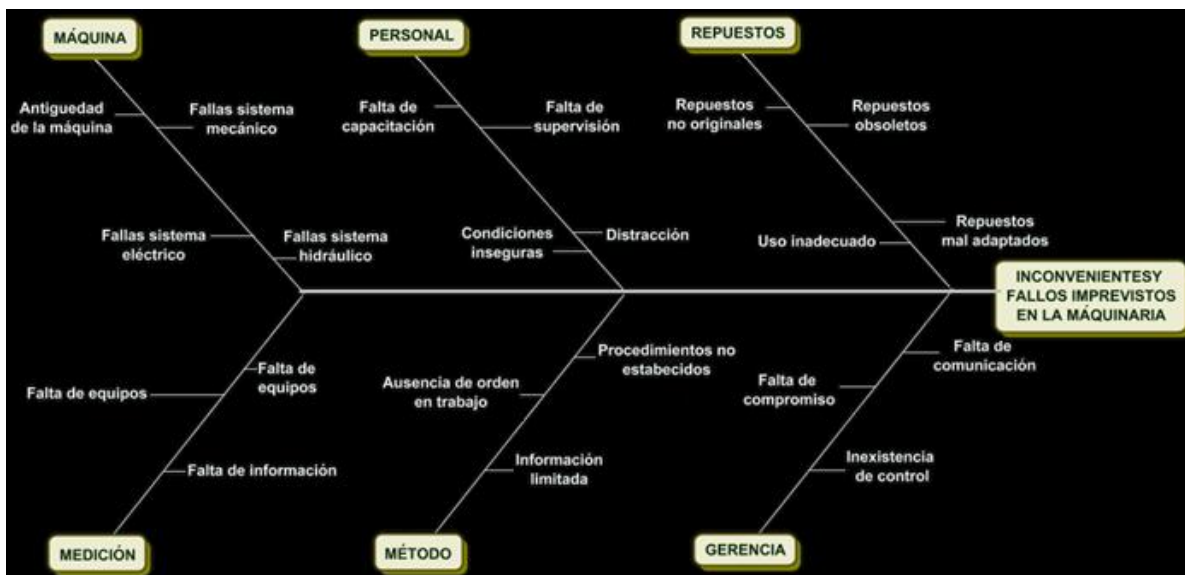 MÁQUINA
PERSONAL
REPUESTOS
Antiguedad
de la máquina
Fallas sistema
mecánico
Falta de
capacitación
Falta de
supervisión
Repuestos
no originales
Repuestos
obsoletos
Fallas sistema
eléctrico
Fallas sistema
hidráulico
Condiciones
inseguras
Distracción
Uso inadecuado
Repuestos
mal adaptados
INCONVENIENTESY
FALLOS IMPREVISTOS
EN LA MÁQUINARIA
Falta de equipos
Falta de
equipos
Falta de información
Ausencia de orden
en trabajo
Procedimientos no
estabecidos
Información
limitada
Falta de
compromiso
Falta de
comunicación
Inexistencia
de control
MEDICIÓN
MÉTODO
GERENCIA